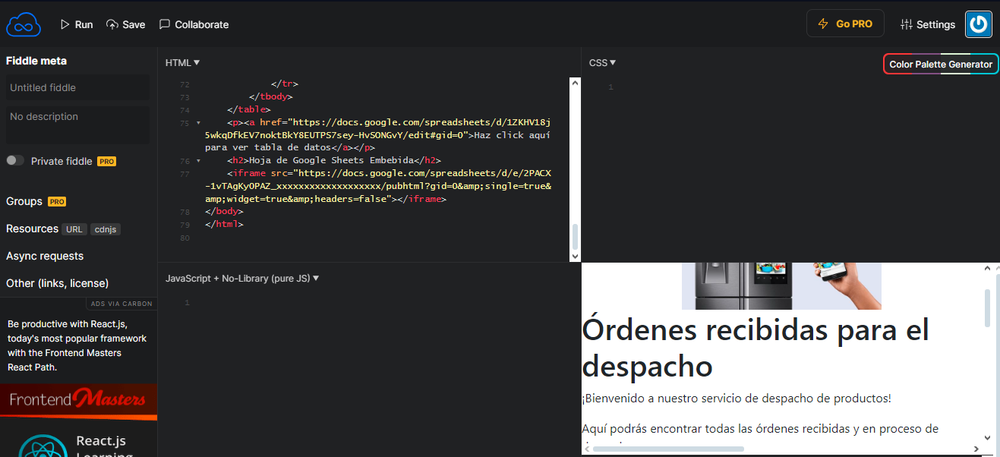 Run Save Collaborate
Go PRO Settings
Fiddle meta
Untitled fiddle
No description
Private fiddle PRO
Groups PRO
Resources URL cdnjs
Async requests
Other (links, license)
ADS VIA CARBON
Be productive with React.js,
today's most popular framework
with the Frontend Masters
React Path.
Frontend Masters
React.js
Learning
HTML
72 </tr>
73 </tbody>
74 </table>
75 <p><a href="https://docs.google.com/spreadsheets/d/1ZKHV18j
5wkqDfkEV7noktBkY8EUTPS7sey-HvSONGvY/edit#gid=0">Haz click aquí
para ver tabla de datos</a></p>
76 <h2>Hoja de Google Sheets Embebida</h2>
77 <iframe src="https://docs.google.com/spreadsheets/d/e/2PACX
-1vTAgKyOPAZ_xxxxxxxxxxxxxxxxxxx/pubhtml?gid=0&amp;single=true&
amp;widget=true&amp;headers=false"></iframe>
78 </body>
79 </html>
80
JavaScript + No-Library (pure JS)
1
CSS
Color Palette Generator
1
Órdenes recibidas para el
despacho
¡Bienvenido a nuestro servicio de despacho de productos!
Aquí podrás encontrar todas las órdenes recibidas y en proceso de